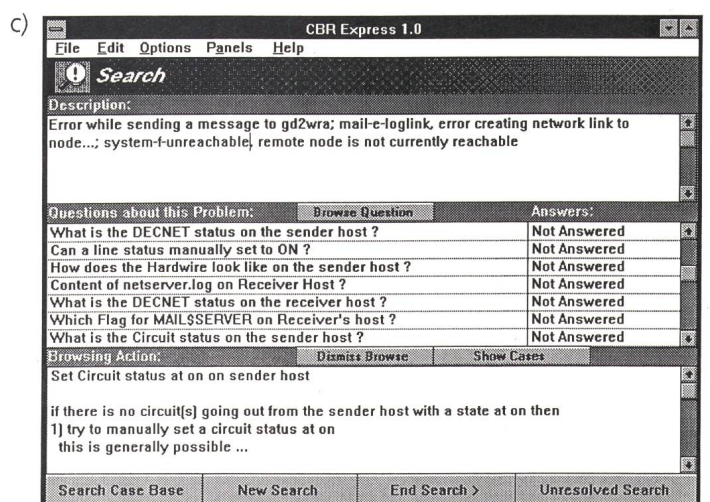 c)
CBR Express 1.0
File Edit Options Panels Help
Search
Description:
Error while sending a message to gd2wra; mail-e-loglink, error creating network link to
node...; system-f-unreachable, remote node is not currently reachable
Questions about this Problem: Browse Question Answers:
What is the DECNET status on the sender host ? Not Answered
Can a line status manually set to ON ? Not Answered
How does the Hardwire look like on the sender host ? Not Answered
Content of netserver.log on Receiver Host ? Not Answered
What is the DECNET status on the receiver host ? Not Answered
Which Flag for MAIL$SERVER on Receiver's host ? Not Answered
What is the Circuit status on the sender host ? Not Answered
Browsing Action: Dismiss Browse Show Cases
Set Circuit status at on on sender host
if there is no circuit(s) going out from the sender host with a state at on then
1) try to manually set a circuit status at on
this is generally possible ...
Search Case Base New Search End Search > Unresolved Search